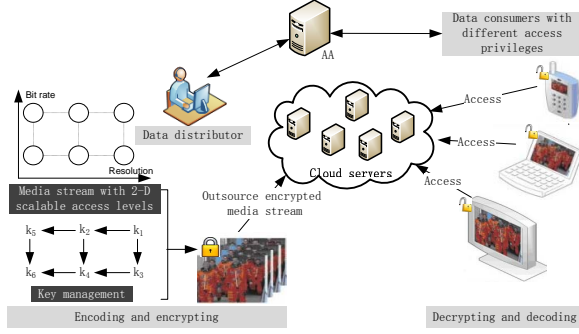 AA
Data consumers with
different access
privileges
Bit rate
Data distributor
Resolution
Access
Access
Access
Cloud servers
Media stream with 2-D
scalable access levels
Outsource encrypted
media stream
k5 k2 k1
k6 k4 k3
Key management
Encoding and encrypting
Decrypting and decoding